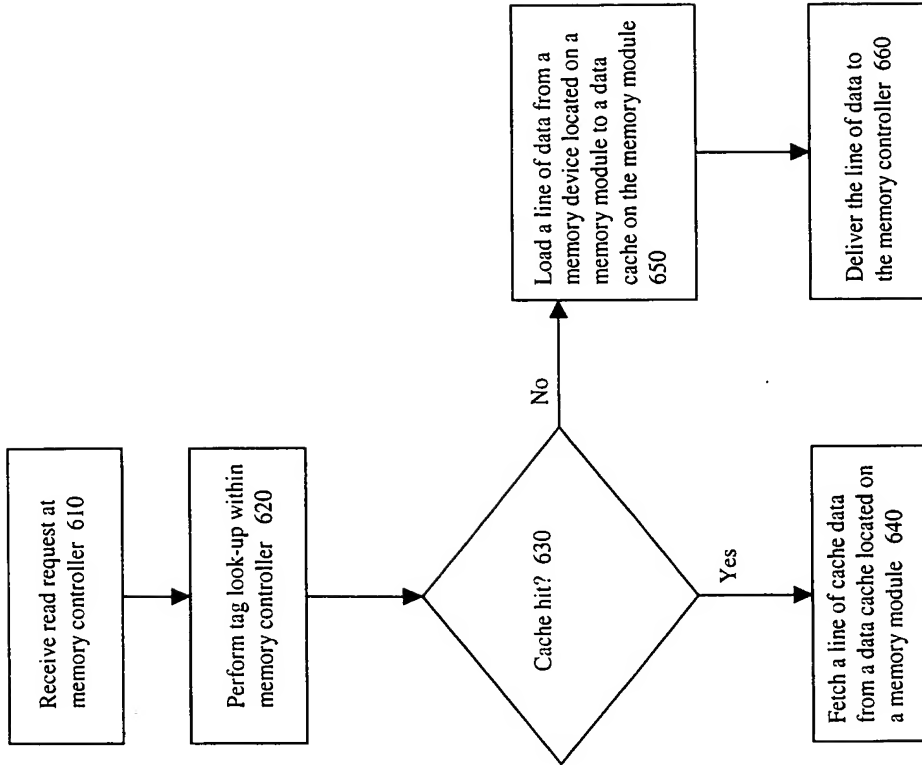 Receive read request at
memory controller 610
Perform tag look-up within
memory controller 620
Cache hit? 630
No
Yes
Load a line of data from a
memory device located on a
memory module to a data
cache on the memory module
650
Deliver the line of data to
the memory controller 660
Fetch a line of cache data
from a data cache located on
a memory module 640